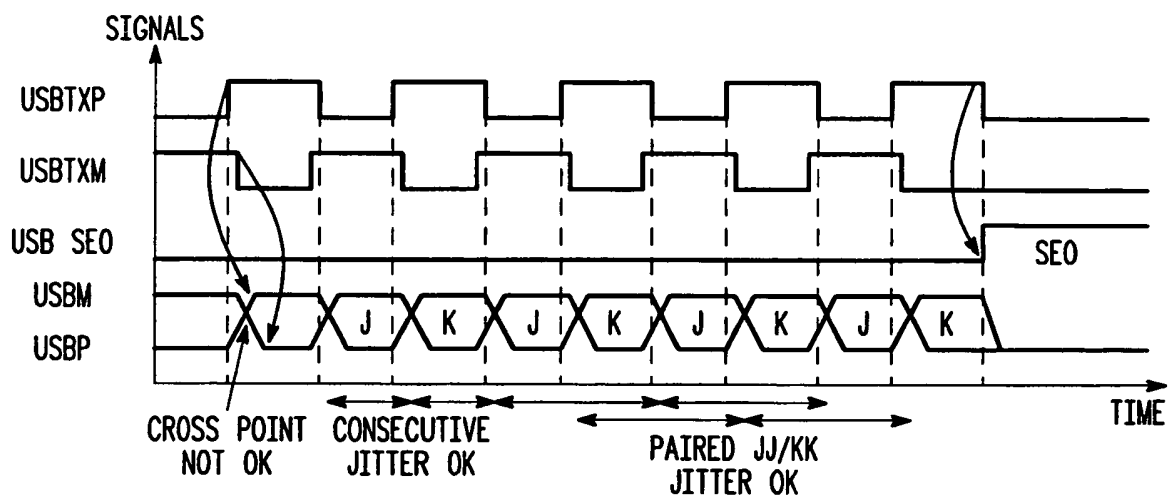 SIGNALS
USBTXP
USBTXM
USB SEO
SEO
USBM
J K J K J K J K
USBP
TIME
CROSS POINT
NOT OK
CONSECUTIVE
JITTER OK
PAIRED JJ/KK
JITTER OK